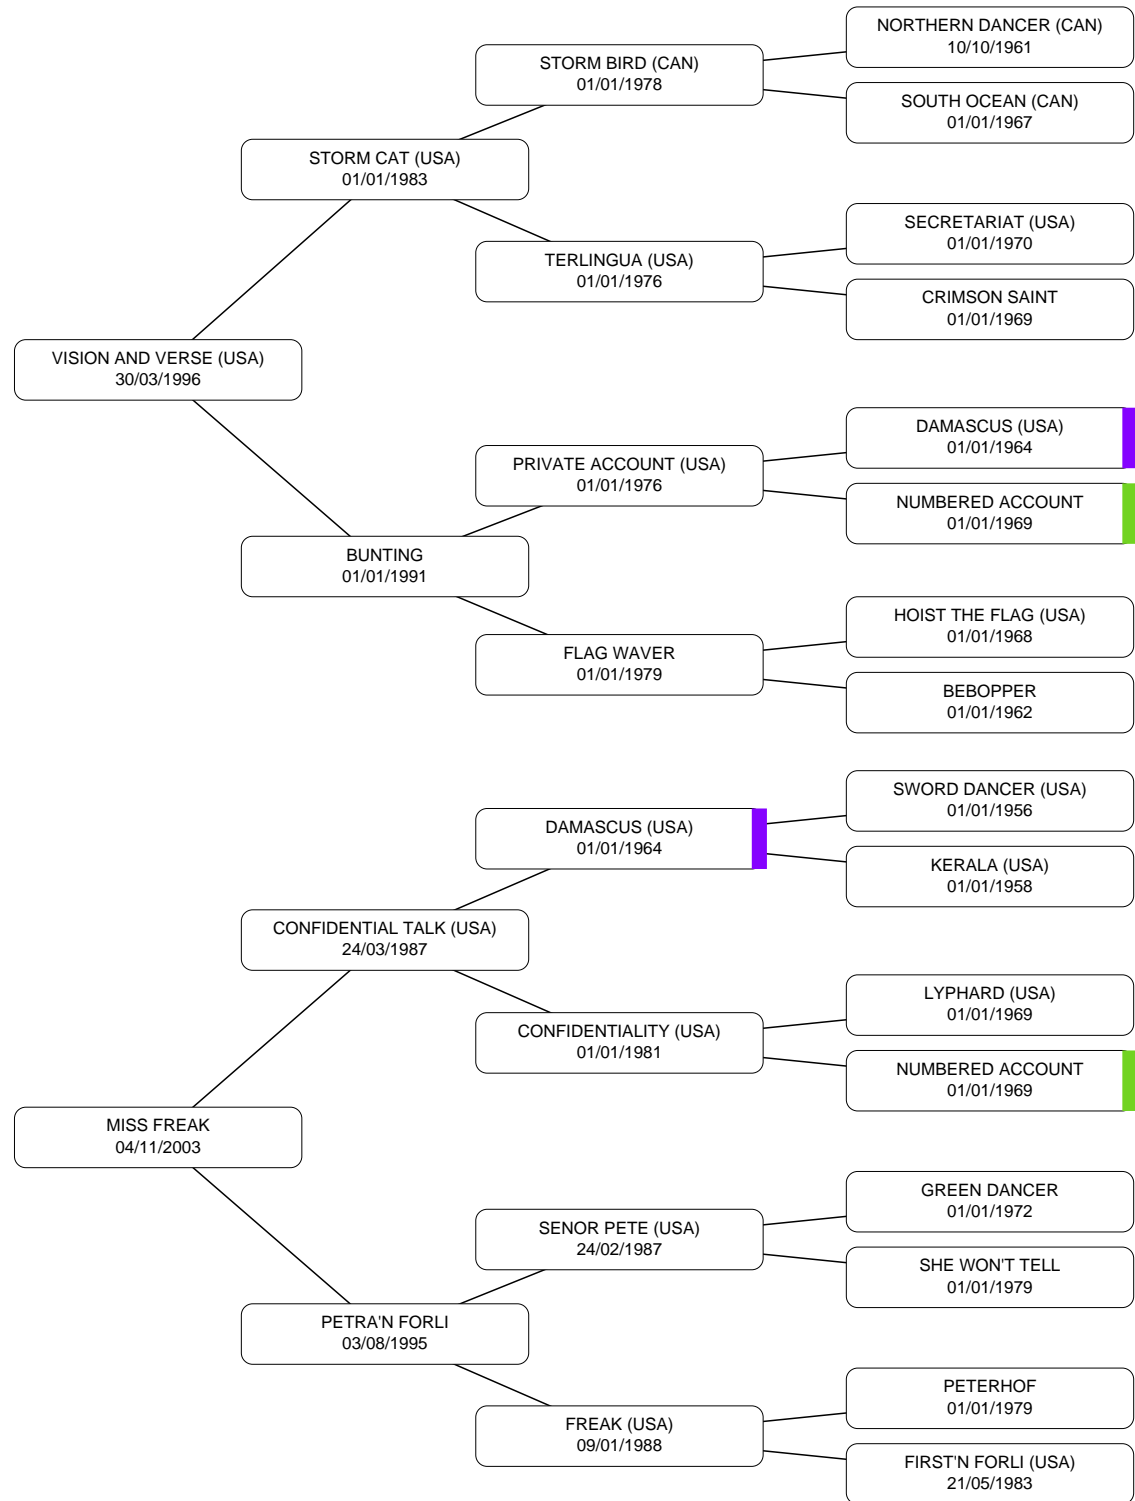 NORTHERN DANCER (CAN)
10/10/1961
STORM BIRD (CAN)
01/01/1978
SOUTH OCEAN (CAN)
01/01/1967
STORM CAT (USA)
01/01/1983
SECRETARIAT (USA)
01/01/1970
TERLINGUA (USA)
01/01/1976
CRIMSON SAINT
01/01/1969
VISION AND VERSE (USA)
30/03/1996
DAMASCUS (USA)
01/01/1964
PRIVATE ACCOUNT (USA)
01/01/1976
NUMBERED ACCOUNT
01/01/1969
BUNTING
01/01/1991
HOIST THE FLAG (USA)
01/01/1968
FLAG WAVER
01/01/1979
BEBOPPER
01/01/1962
SWORD DANCER (USA)
01/01/1956
DAMASCUS (USA)
01/01/1964
KERALA (USA)
01/01/1958
CONFIDENTIAL TALK (USA)
24/03/1987
LYPHARD (USA)
01/01/1969
CONFIDENTIALITY (USA)
01/01/1981
NUMBERED ACCOUNT
01/01/1969
MISS FREAK
04/11/2003
GREEN DANCER
01/01/1972
SENOR PETE (USA)
24/02/1987
SHE WON'T TELL
01/01/1979
PETRA'N FORLI
03/08/1995
PETERHOF
01/01/1979
FREAK (USA)
09/01/1988
FIRST'N FORLI (USA)
21/05/1983